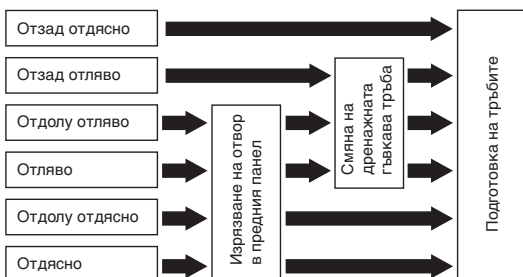 Отзад отдясно
Отзад отляво
Отдолу отляво
Отляво
Отдолу отдясно
Отдясно
Изрязване на отвор
в предния панел
Смяна на
дренажната
гъвкава тръба
Подготовка на тръбите